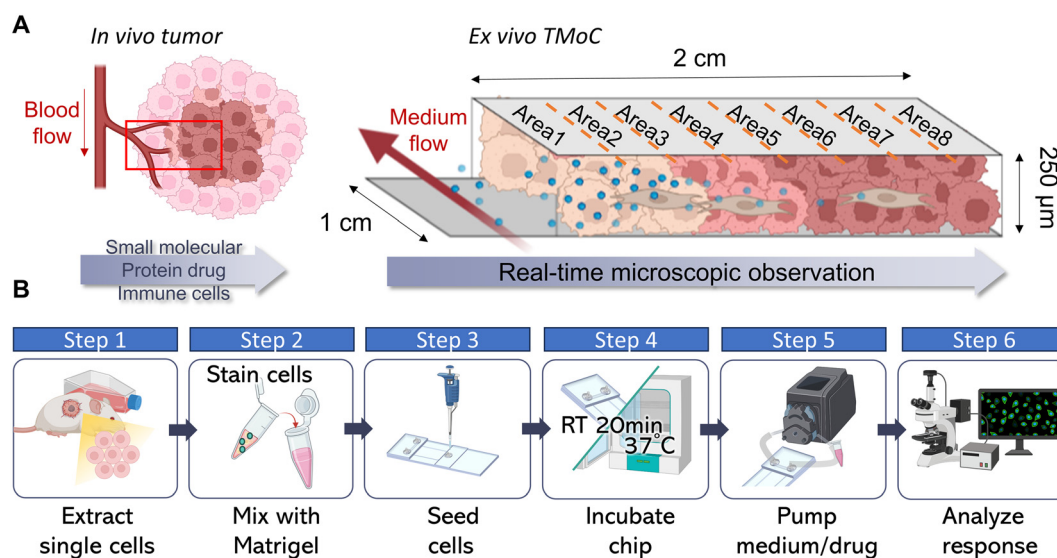 A
In vivo tumor
Ex vivo TMoC
Blood
flow
Medium
flow
2 cm
Area1
Area2
Area3
Area4
Area5
Area6
Area7
Area8
250 µm
1 cm
Small molecular
Protein drug
Immune cells
Real-time microscopic observation
B
Step 1
Step 2
Step 3
Step 4
Step 5
Step 6
Stain cells
RT 20min
37°C
Extract
single cells
Mix with
Matrigel
Seed
cells
Incubate
chip
Pump
medium/drug
Analyze
response